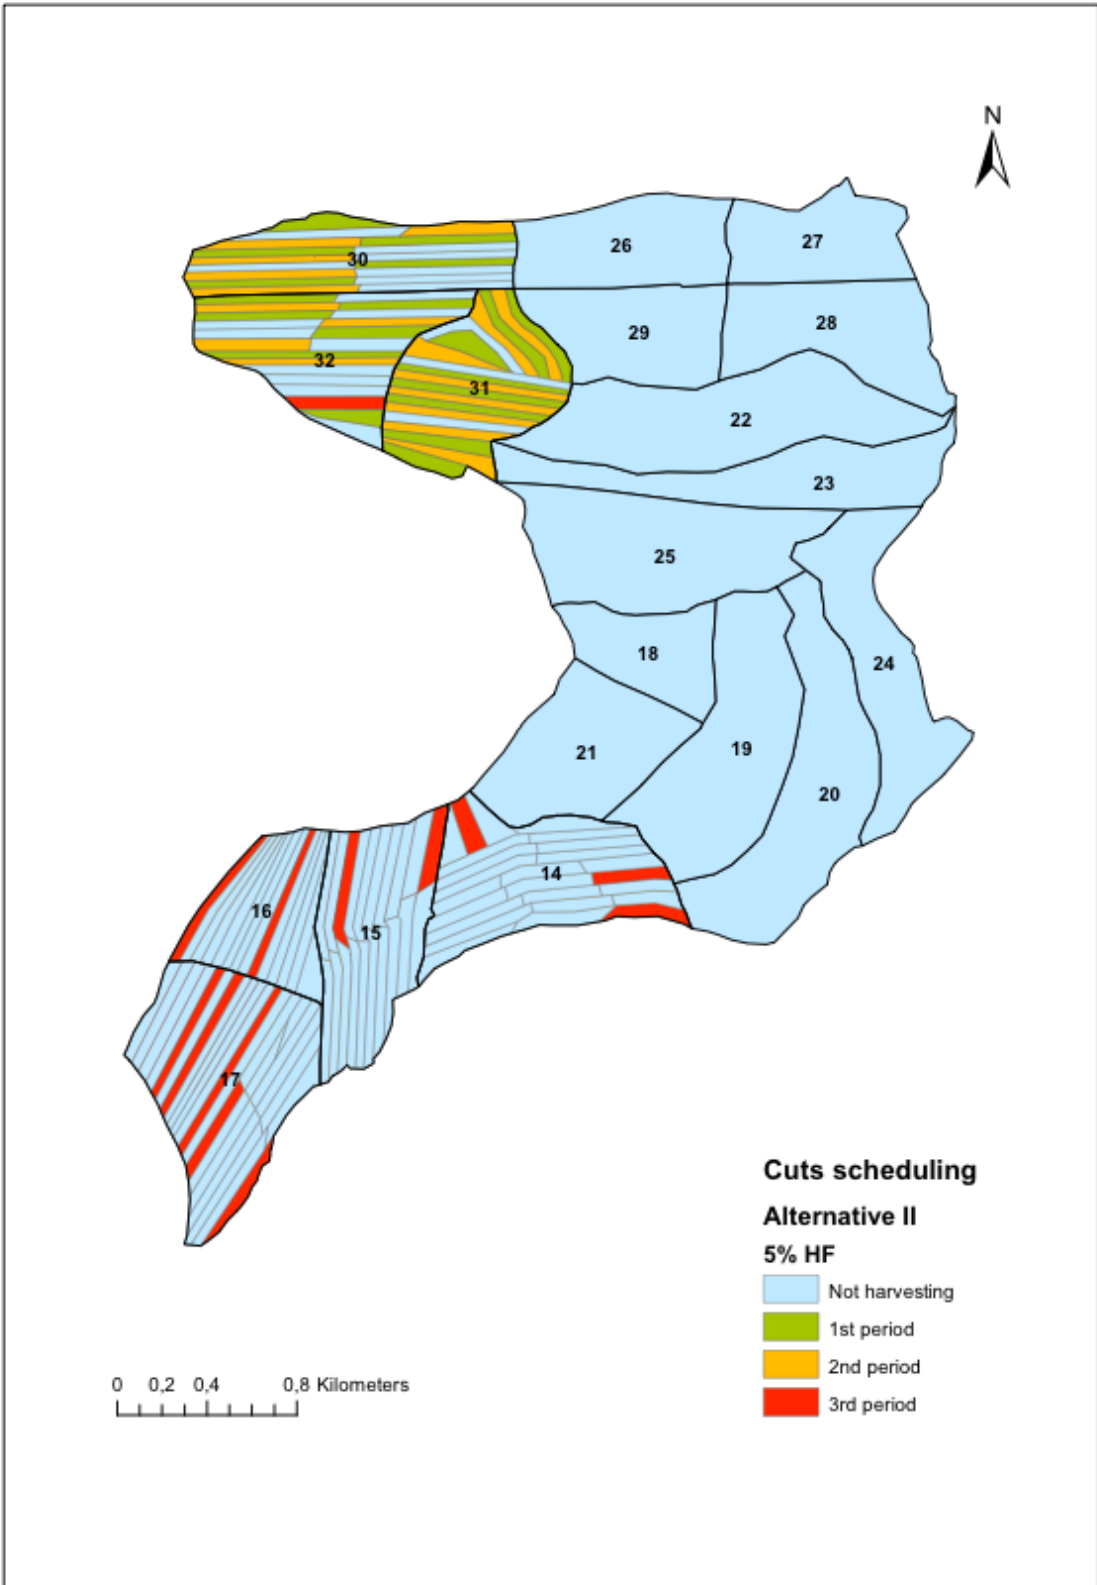 N
26
27
30
29
28
32
31
22
23
25
18
24
21
19
20
14
16
15
17
Cuts scheduling
Alternative II
5% HF
Not harvesting
1st period
2nd period
3rd period
0 0,2 0,4 0,8 Kilometers